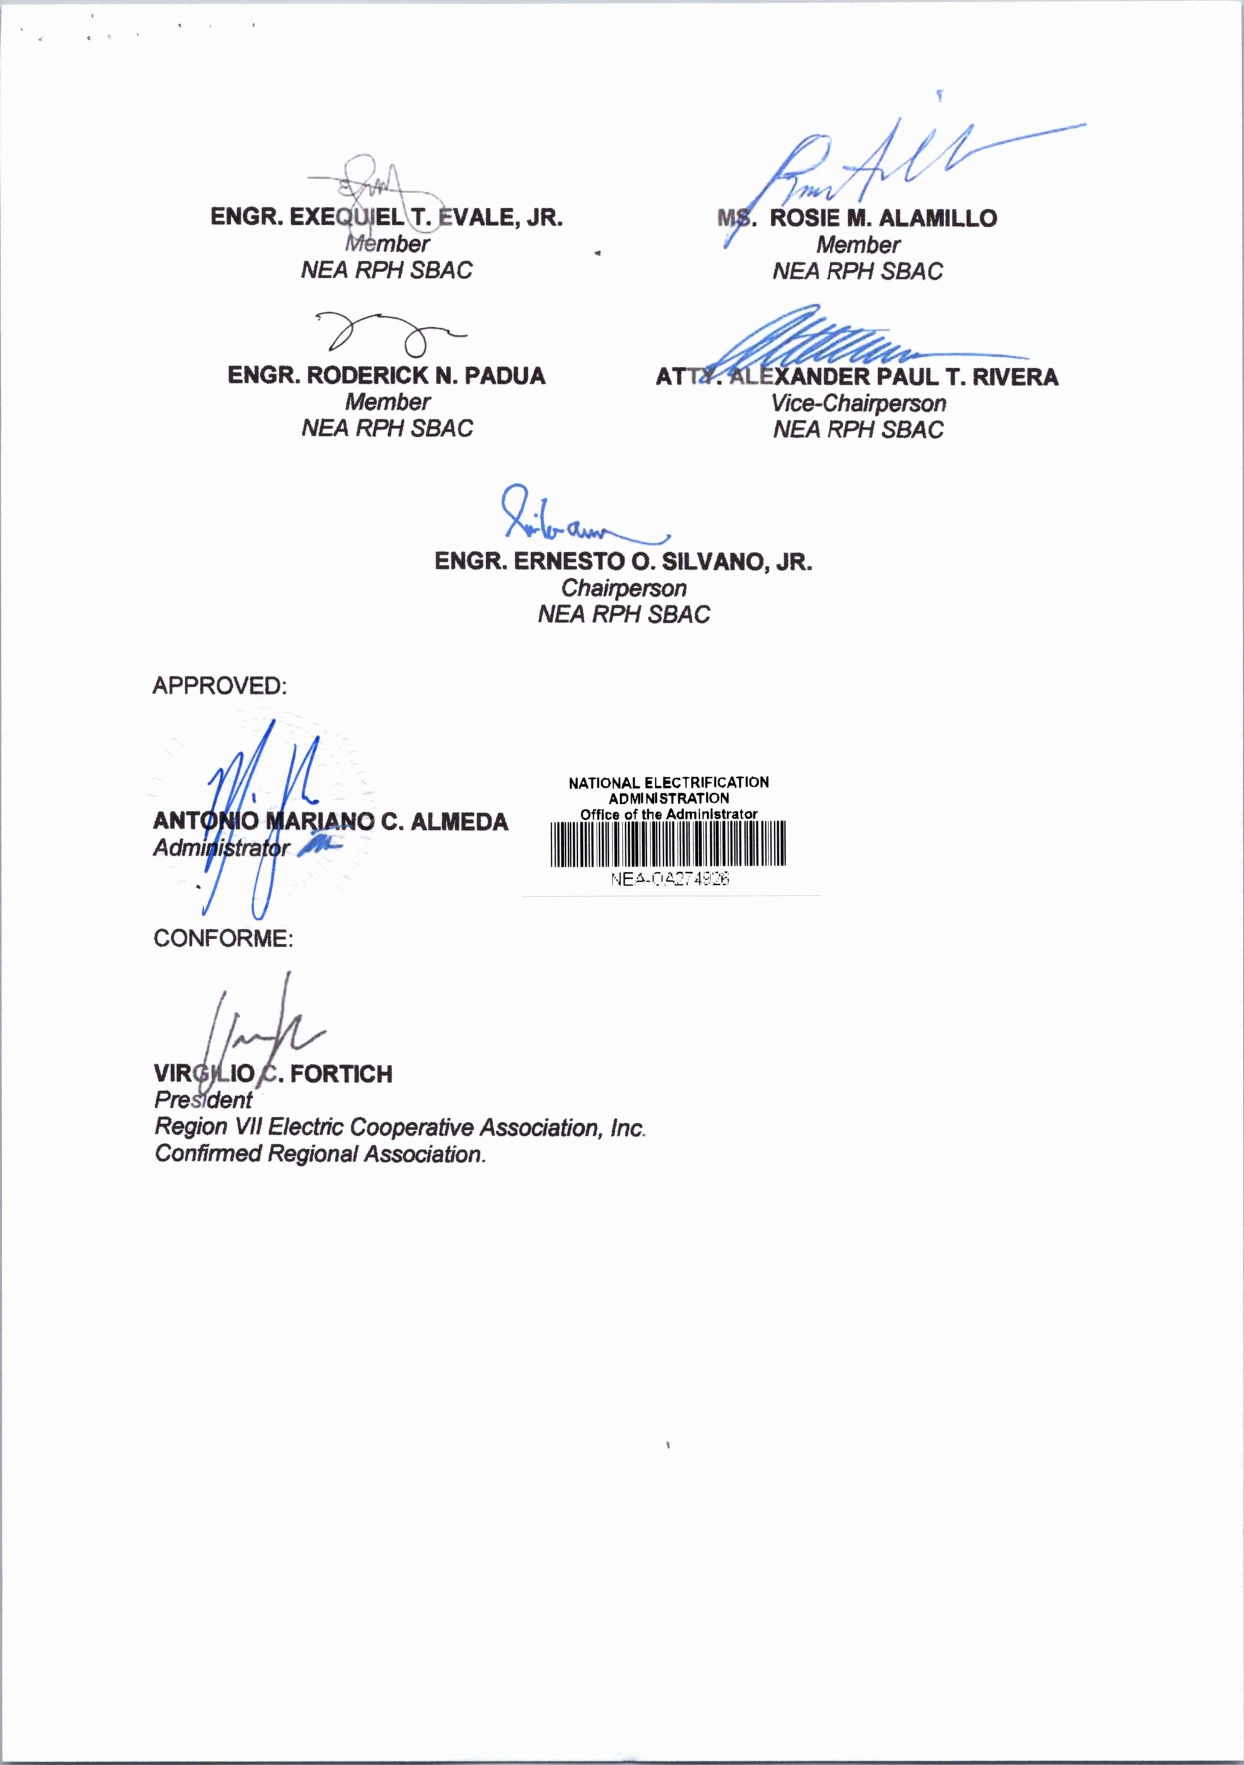 ENGR. EXEQUIEL T. EVALE, JR.
Member
NEA RPH SBAC
MS. ROSIE M. ALAMILLO
Member
NEA RPH SBAC
ENGR. RODERICK N. PADUA
Member
NEA RPH SBAC
ATTY. ALEXANDER PAUL T. RIVERA
Vice-Chairperson
NEA RPH SBAC
ENGR. ERNESTO O. SILVANO, JR.
Chairperson
NEA RPH SBAC
APPROVED:
ANTONIO MARIANO C. ALMEDA
Administrator
NATIONAL ELECTRIFICATION
ADMINISTRATION
Office of the Administrator
NEA-OA274926
CONFORME:
VIRGILIO C. FORTICH
President
Region VII Electric Cooperative Association, Inc.
Confirmed Regional Association.